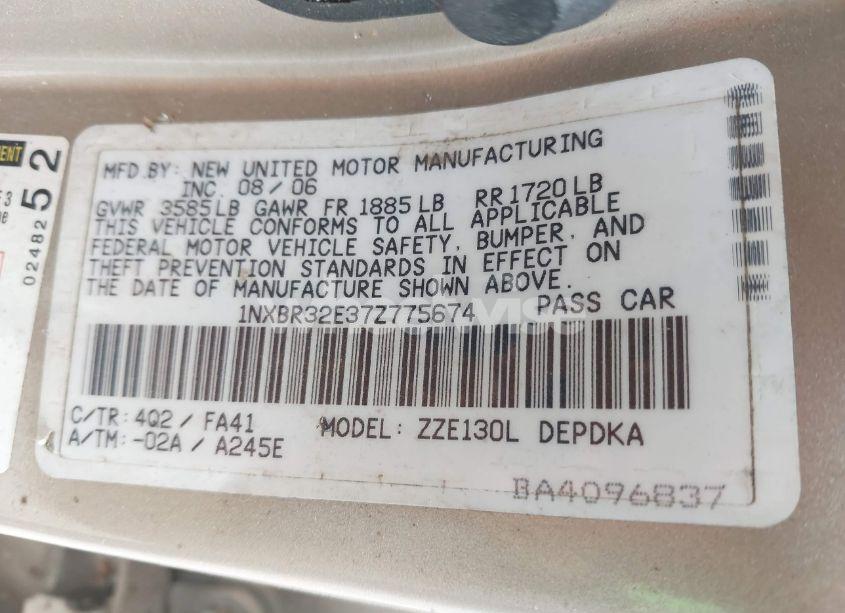 MENT
02482 52
MFD.BY: NEW UNITED MOTOR MANUFACTURING
INC. 08/06
GVWR 3585LB GAWR FR 1885LB RR 1720LB
THIS VEHICLE CONFORMS TO ALL APPLICABLE
FEDERAL MOTOR VEHICLE SAFETY, BUMPER, AND
THEFT PREVENTION STANDARDS IN EFFECT ON
THE DATE OF MANUFACTURE SHOWN ABOVE.
1NXBR32E37Z775674 PASS CAR
C/TR: 4Q2 / FA41
A/TM: -02A / A245E MODEL: ZZE130L DEPDKA
BA4096837